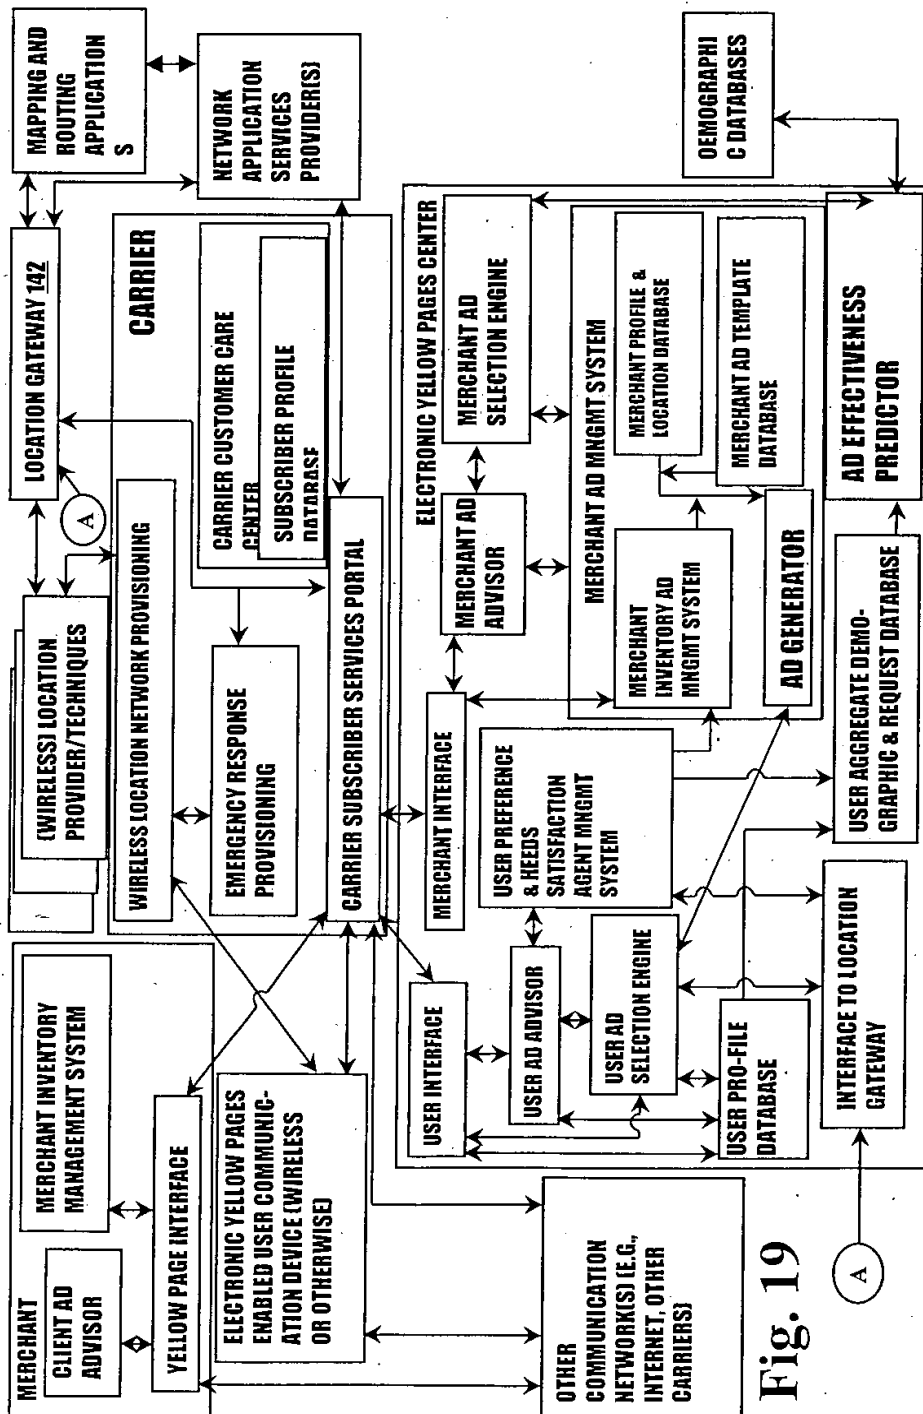 MERCHANT
CLIENT AD
ADVISOR
MERCHANT INVENTORY
MANAGEMENT SYSTEM
YELLOW PAGE INTERFACE
ELECTRONIC YELLOW PAGES
ENABLED USER COMMUNIC-
ATION DEVICE (WIRELESS
OR OTHERWISE)
OTHER
COMMUNICATION
NETWORK(S) (E.G.,
INTERNET, OTHER
CARRIERS)
(WIRELESS) LOCATION
PROVIDER/TECHNIQUES
A
LOCATION GATEWAY 142
MAPPING AND
ROUTING
APPLICATION
S
NETWORK
APPLICATION
SERVICES
PROVIDER(S)
CARRIER
WIRELESS LOCATION NETWORK PROVISIONING
EMERGENCY RESPONSE
PROVISIONING
CARRIER CUSTOMER CARE
CENTER
SUBSCRIBER PROFILE
DATABASE
CARRIER SUBSCRIBER SERVICES PORTAL
ELECTRONIC YELLOW PAGES CENTER
USER INTERFACE
MERCHANT INTERFACE
MERCHANT AD
ADVISOR
MERCHANT AD
SELECTION ENGINE
USER AD ADVISOR
USER PREFERENCE
& HEEDS
SATISFACTION
AGENT MNGMT
SYSTEM
USER AD
SELECTION ENGINE
MERCHANT AD MNGMT SYSTEM
MERCHANT
INVENTORY AD
MNGMT SYSTEM
MERCHANT PROFILE &
LOCATION DATABASE
MERCHANT AD TEMPLATE
DATABASE
AD GENERATOR
USER PRO-FILE
DATABASE
OEMOGRAPHI
C DATABASES
INTERFACE TO LOCATION
GATEWAY
USER AGGREGATE DEMO-
GRAPHIC & REQUEST DATABASE
AD EFFECTIVENESS
PREDICTOR
A
Fig. 19